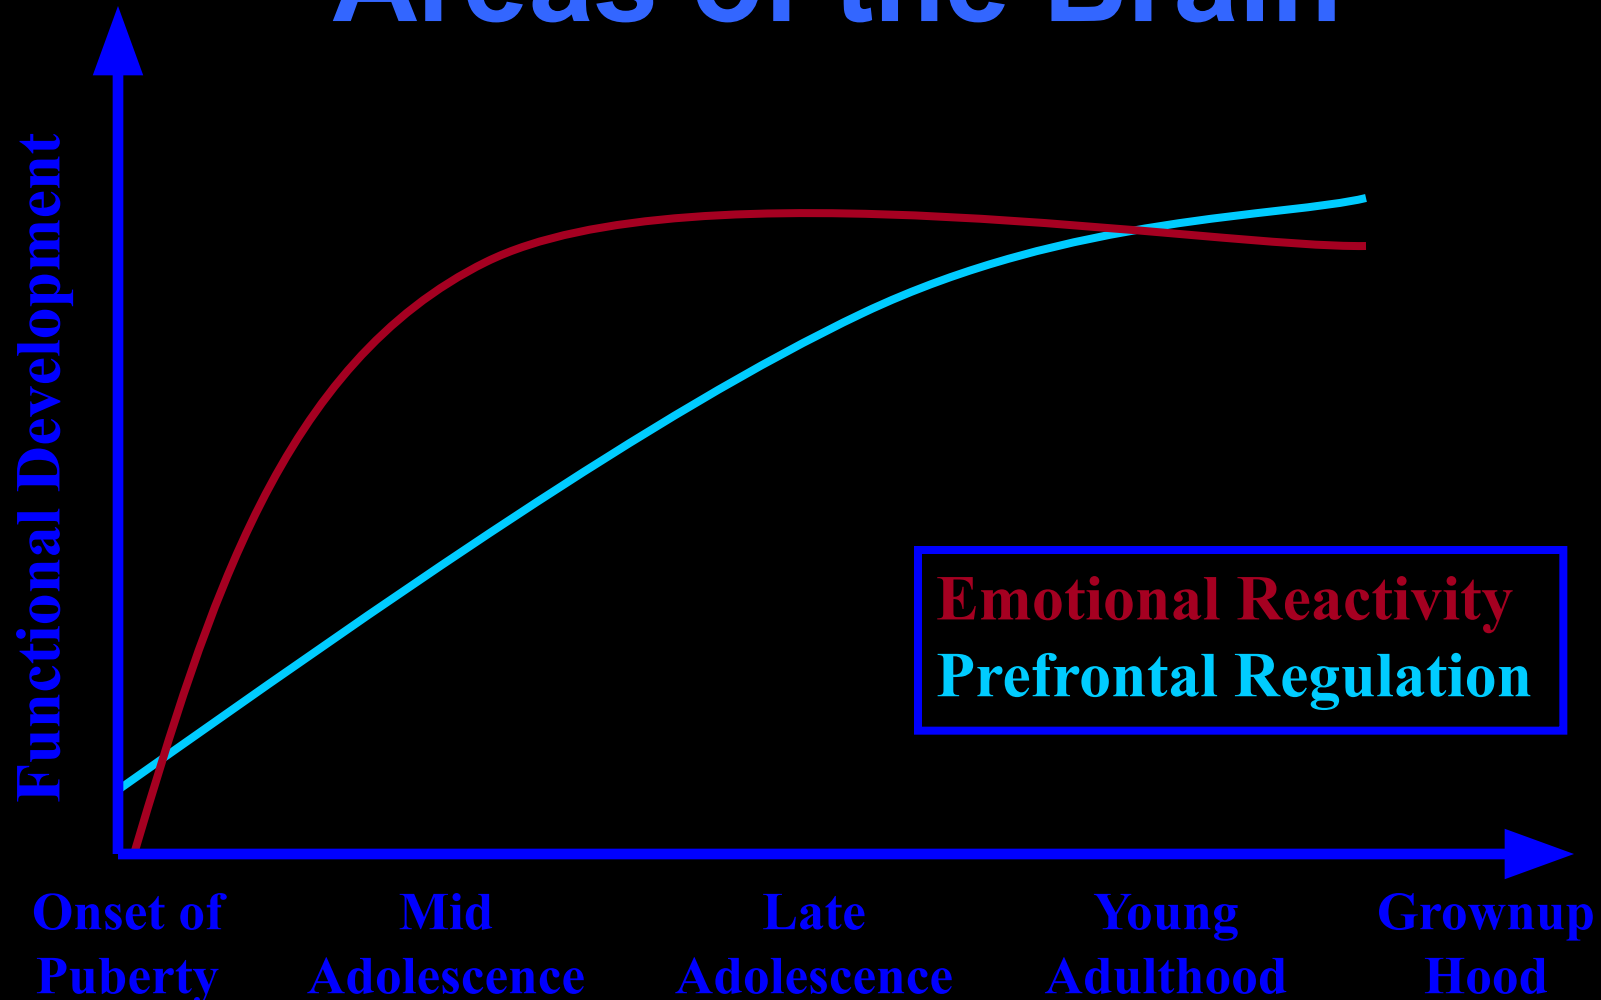 Areas of the Brain
Functional Development
Emotional Reactivity
Prefrontal Regulation
Onset of
Puberty
Mid
Adolescence
Late
Adolescence
Young
Adulthood
Grownup
Hood